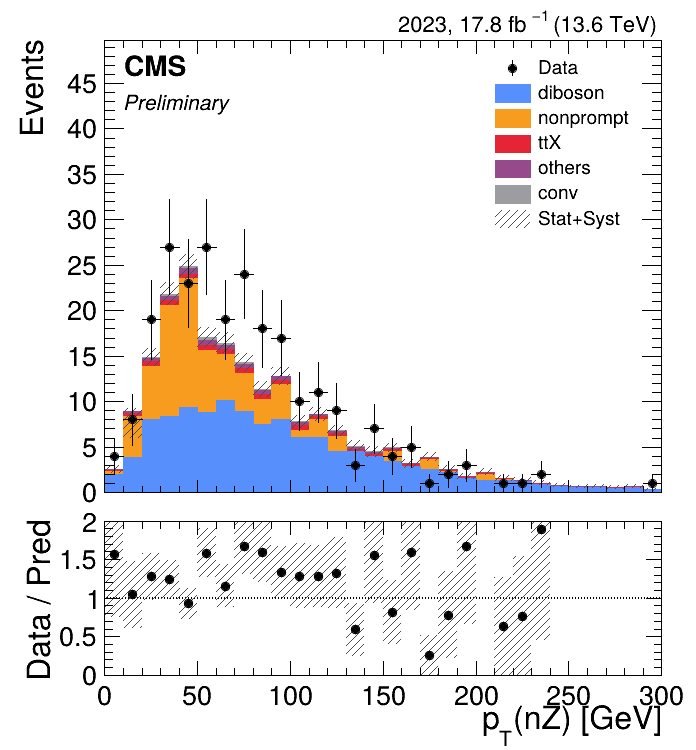 2023, 17.8 fb⁻¹ (13.6 TeV)
CMS
Preliminary
Data
diboson
nonprompt
ttX
others
conv
Stat+Syst
Events
45
40
35
30
25
20
15
10
5
0
Data / Pred
2
1.5
1
0.5
0
0 50 100 150 200 250 300
p_T(nZ) [GeV]